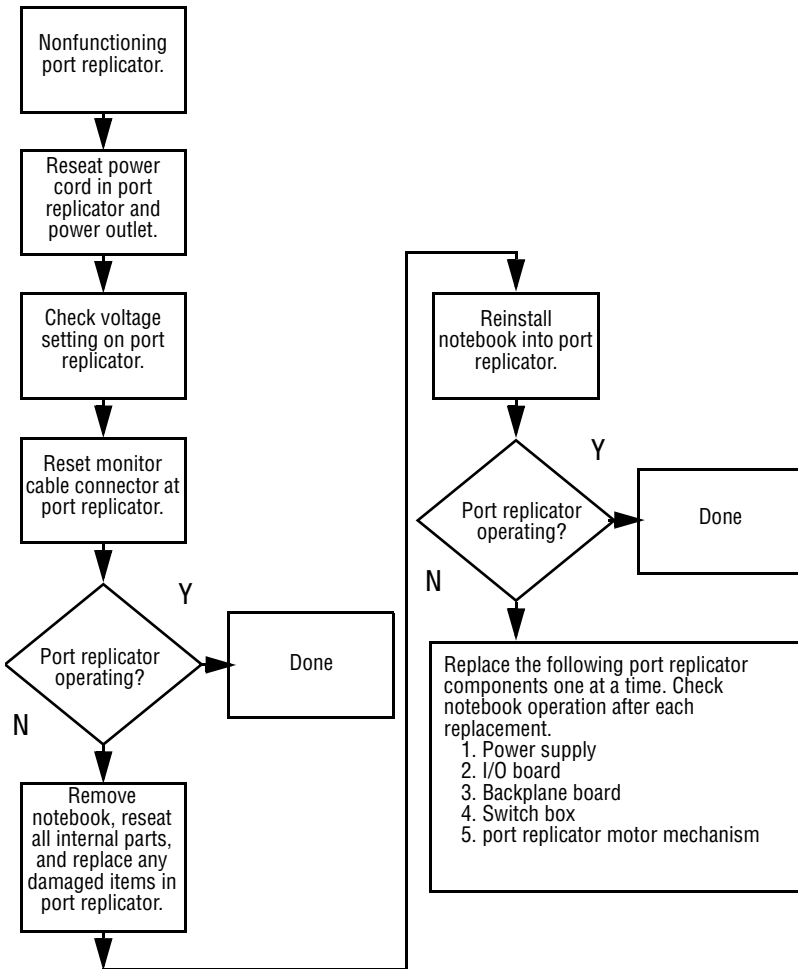 Nonfunctioning
port replicator.
Reseat power
cord in port
replicator and
power outlet.
Check voltage
setting on port
replicator.
Reset monitor
cable connector at
port replicator.
Y
Port replicator
operating?
Done
N
Remove
notebook, reseat
all internal parts,
and replace any
damaged items in
port replicator.
Reinstall
notebook into port
replicator.
Y
Port replicator
operating?
Done
N
Replace the following port replicator
components one at a time. Check
notebook operation after each
replacement.
1. Power supply
2. I/O board
3. Backplane board
4. Switch box
5. port replicator motor mechanism